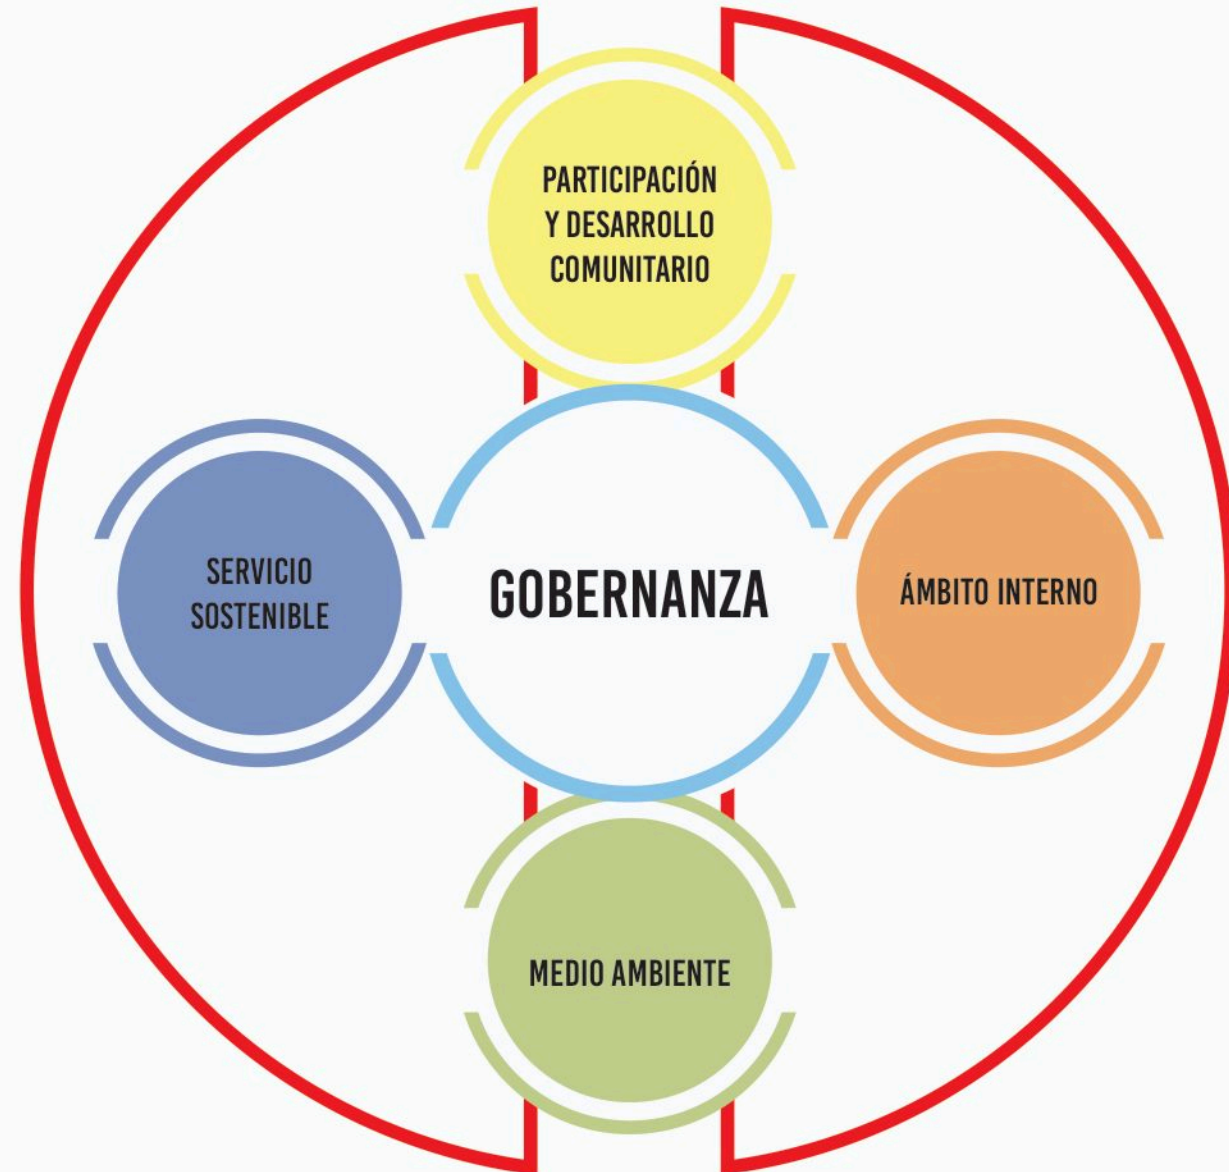 PARTICIPACIÓN
Y DESARROLLO
COMUNITARIO
SERVICIO
SOSTENIBLE
GOBERNANZA
ÁMBITO INTERNO
MEDIO AMBIENTE